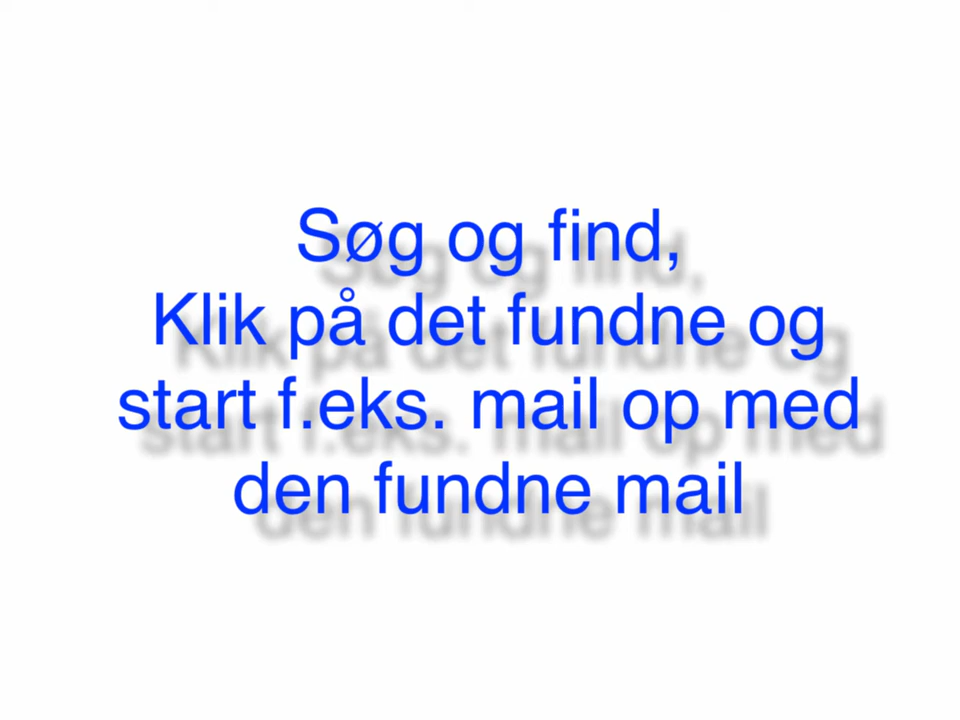 Søg og find,
Klik på det fundne og
start f.eks. mail op med
den fundne mail